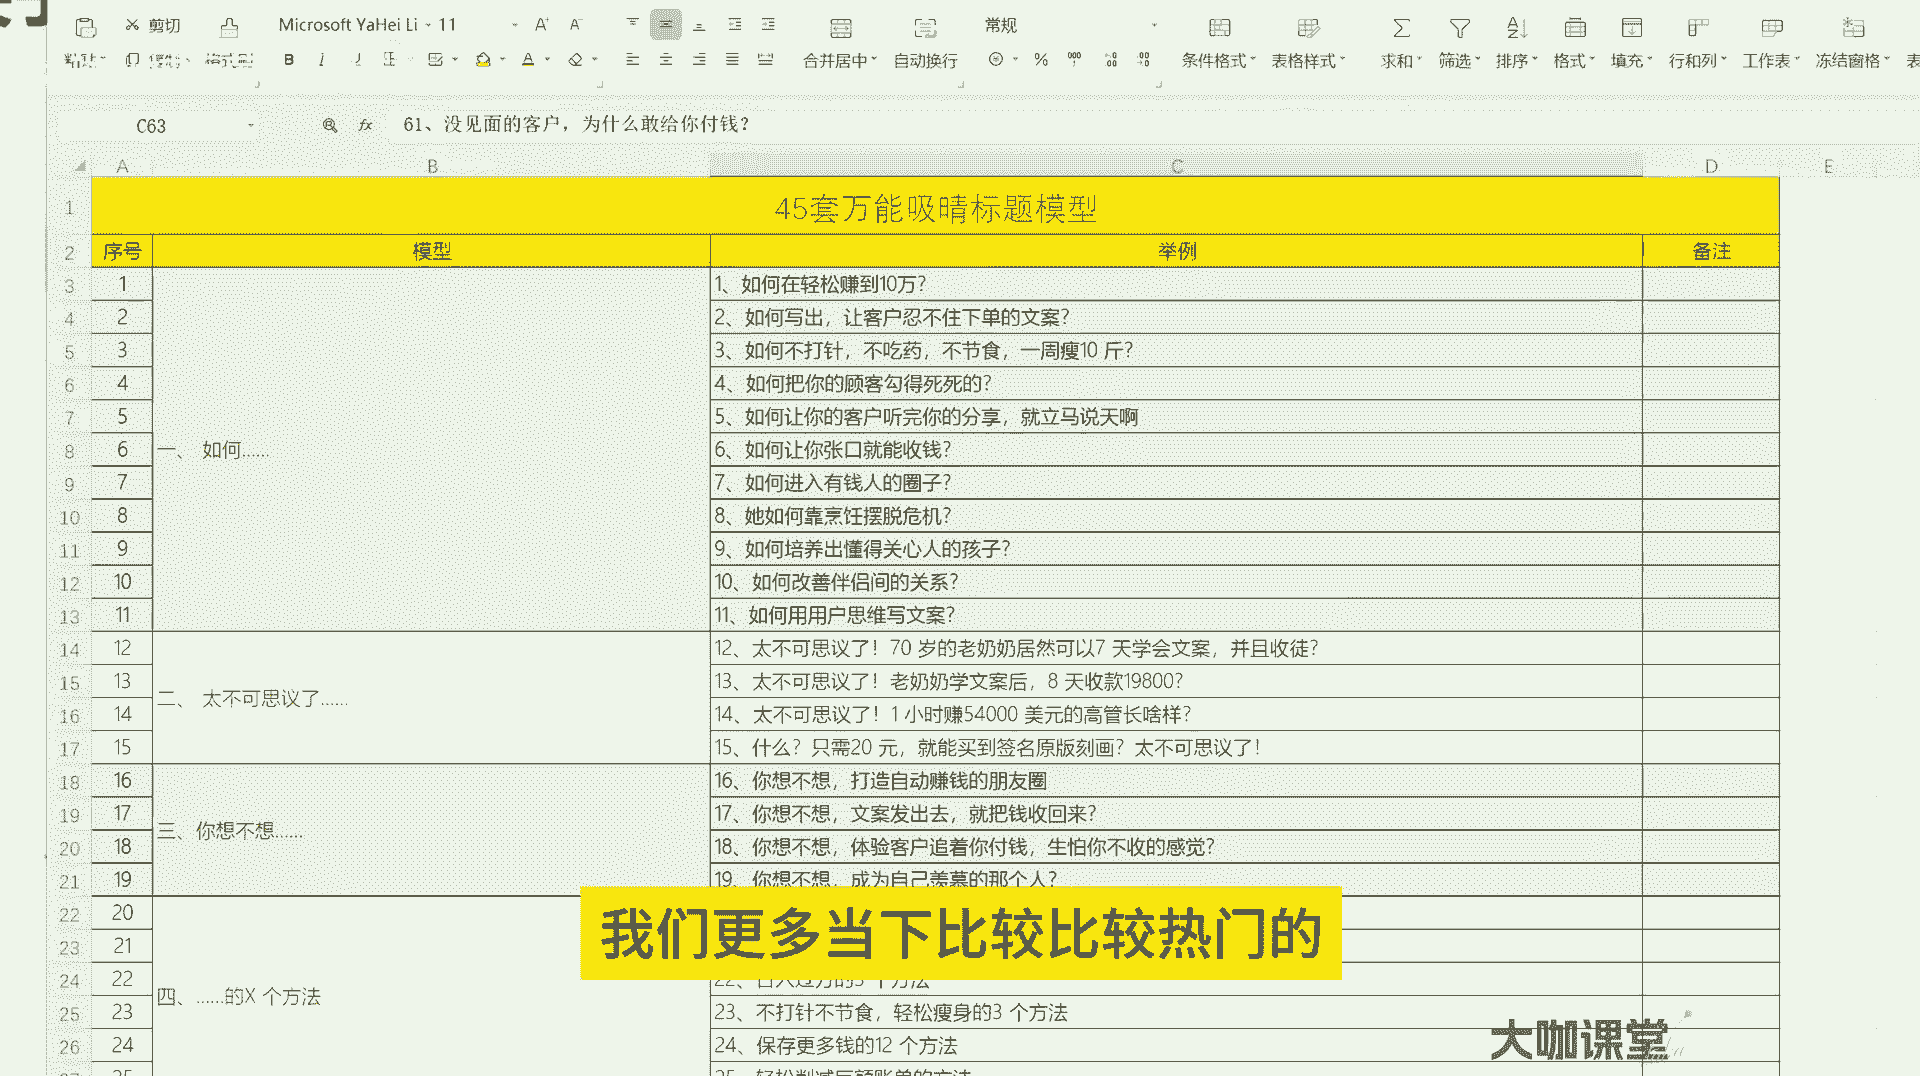 剪切
Microsoft YaHei Li 11
常规
粘贴
格式刷
B I
合并居中 自动换行
%
条件格式 表格样式 求和 筛选 排序 格式 填充 行和列 工作表 冻结窗格 表
C63
fx 61、没见面的客户，为什么敢给你付钱？
A B C D E
1 45套万能吸晴标题模型
2 序号 模型 举例 备注
3 1 1、如何在轻松赚到10万？
4 2 2、如何写出，让客户忍不住下单的文案？
5 3 3、如何不打针，不吃药，不节食，一周瘦10 斤？
6 4 4、如何把你的顾客勾得死死的？
7 5 5、如何让你的客户听完你的分享，就立马说天啊
8 6 一、 如何...... 6、如何让你张口就能收钱？
9 7 7、如何进入有钱人的圈子？
10 8 8、她如何靠烹饪摆脱危机？
11 9 9、如何培养出懂得关心人的孩子？
12 10 10、如何改善伴侣间的关系？
13 11 11、如何用用户思维写文案？
14 12 12、太不可思议了！70 岁的老奶奶居然可以7 天学会文案，并且收徒？
15 13 二、 太不可思议了...... 13、太不可思议了！老奶奶学文案后，8 天收款19800？
16 14 14、太不可思议了！1 小时赚54000 美元的高管长啥样？
17 15 15、什么？只需20 元，就能买到签名原版刻画？太不可思议了！
18 16 16、你想不想，打造自动赚钱的朋友圈
19 17 三、你想不想...... 17、你想不想，文案发出去，就把钱收回来？
20 18 18、你想不想，体验客户追着你付钱，生怕你不收的感觉？
21 19 19、你想不想，成为自己羡慕的那个人？
22 20
23 21
24 22
四、......的X 个方法
25 23 23、不打针不节食，轻松瘦身的3 个方法
26 24 24、保存更多钱的12 个方法
我们更多当下比较比较热门的
大咖课堂